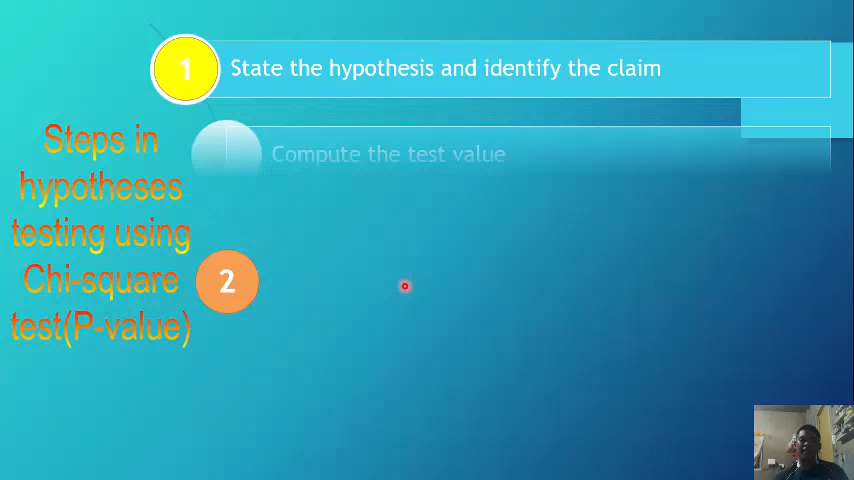 1
State the hypothesis and identify the claim
Compute the test value
Steps in
hypotheses
testing using
Chi-square
test(P-value)
2